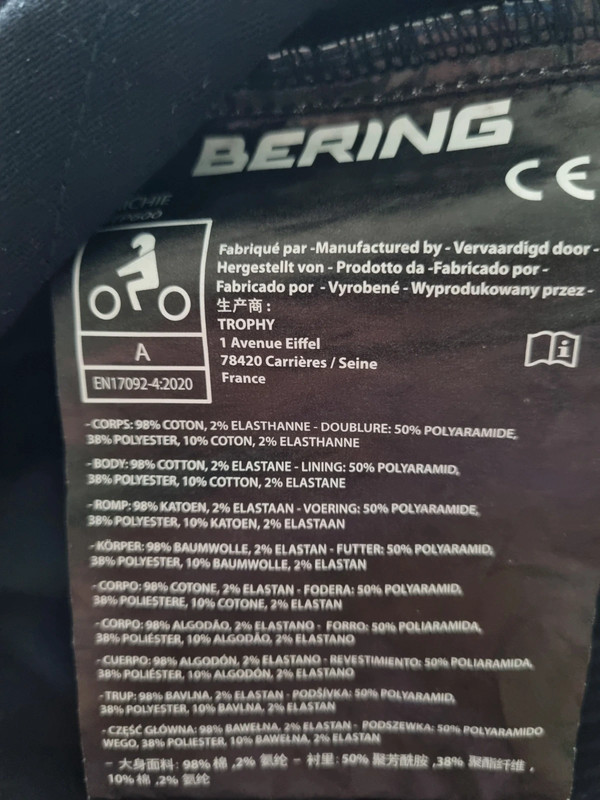 BERING
CE
A
EN17092-4:2020
Fabriqué par -Manufactured by - Vervaardigd door -
Hergestellt von - Prodotto da -Fabricado por -
Fabricado por - Vyrobené - Wyprodukowany przez -
生产商：
TROPHY
1 Avenue Eiffel
78420 Carrières / Seine
France
- CORPS: 98% COTON, 2% ELASTHANNE - DOUBLURE: 50% POLYARAMIDE,
38% POLYESTER, 10% COTON, 2% ELASTHANNE
- BODY: 98% COTTON, 2% ELASTANE - LINING: 50% POLYARAMID,
38% POLYESTER, 10% COTTON, 2% ELASTANE
- ROMP: 98% KATOEN, 2% ELASTAAN - VOERING: 50% POLYARAMIDE,
38% POLYESTER, 10% KATOEN, 2% ELASTAAN
- KÖRPER: 98% BAUMWOLLE, 2% ELASTAN - FUTTER: 50% POLYARAMID,
38% POLYESTER, 10% BAUMWOLLE, 2% ELASTAN
- CORPO: 98% COTONE, 2% ELASTAN - FODERA: 50% POLYARAMID,
38% POLIESTERE, 10% COTONE, 2% ELASTAN
- CORPO: 98% ALGODÃO, 2% ELASTANO - FORRO: 50% POLIARAMIDA,
38% POLIÉSTER, 10% ALGODÃO, 2% ELASTANO
- CUERPO: 98% ALGODÓN, 2% ELASTANO - REVESTIMIENTO: 50% POLIARAMIDA,
38% POLIÉSTER, 10% ALGODÓN, 2% ELASTANO
- TRUP: 98% BAVLNA, 2% ELASTAN - PODŠÍVKA: 50% POLYARAMID,
38% POLYESTER, 10% BAVLNA, 2% ELASTAN
- CZĘŚĆ GŁÓWNA: 98% BAWEŁNA, 2% ELASTAN - PODSZEWKA: 50% POLYARAMIDO
WEGO, 38% POLIESTER, 10% BAWEŁNA, 2% ELASTAN
- 大身面料: 98% 棉 ,2% 氨纶 - 衬里: 50% 聚芳酰胺 ,38% 聚酯纤维 ,
10% 棉 ,2% 氨纶